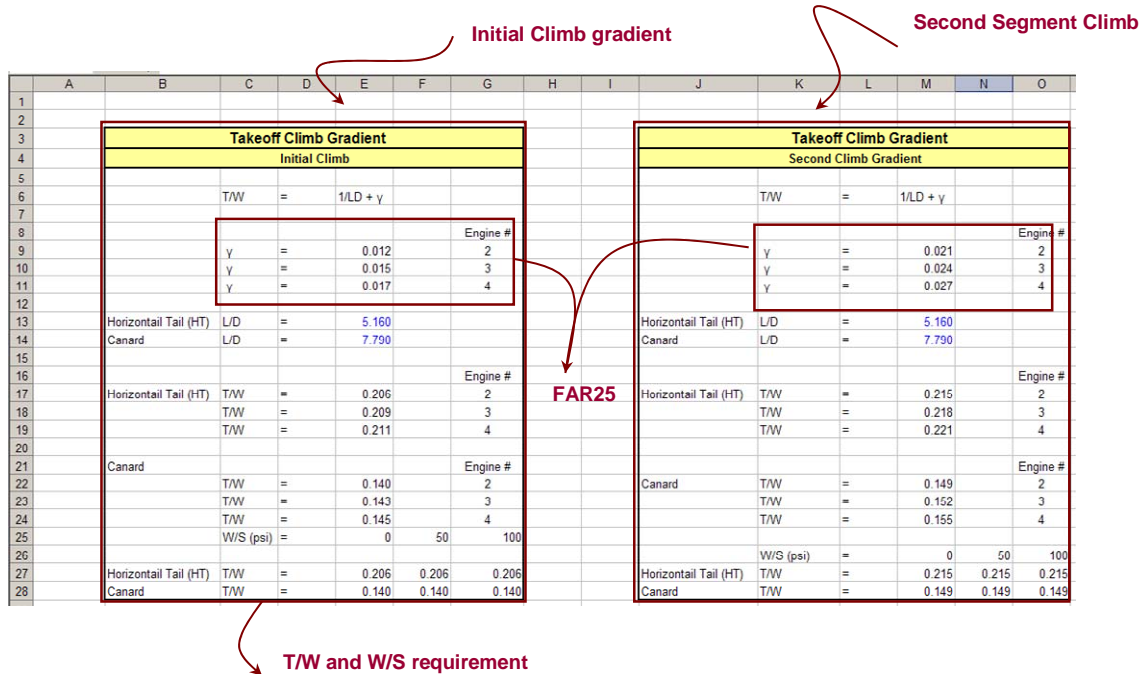 Initial Climb gradient
Second Segment Climb
A B C D E F G H I J K L M N O
1
2
3 Takeoff Climb Gradient Takeoff Climb Gradient
4 Initial Climb Second Climb Gradient
5
6 T/W = 1/LD + γ T/W = 1/LD + γ
7
8 Engine # Engine #
9 γ = 0.012 2 γ = 0.021 2
10 γ = 0.015 3 γ = 0.024 3
11 γ = 0.017 4 γ = 0.027 4
12
13 Horizontail Tail (HT) L/D = 5.160 Horizontail Tail (HT) L/D = 5.160
14 Canard L/D = 7.790 Canard L/D = 7.790
15
16 Engine # Engine #
17 Horizontail Tail (HT) T/W = 0.206 2 FAR25 Horizontail Tail (HT) T/W = 0.215 2
18 T/W = 0.209 3 T/W = 0.218 3
19 T/W = 0.211 4 T/W = 0.221 4
20
21 Canard Engine # Engine #
22 T/W = 0.140 2 Canard T/W = 0.149 2
23 T/W = 0.143 3 T/W = 0.152 3
24 T/W = 0.145 4 T/W = 0.155 4
25 W/S (psi) = 0 50 100
26 W/S (psi) = 0 50 100
27 Horizontail Tail (HT) T/W = 0.206 0.206 0.206 Horizontail Tail (HT) T/W = 0.215 0.215 0.215
28 Canard T/W = 0.140 0.140 0.140 Canard T/W = 0.149 0.149 0.149
T/W and W/S requirement